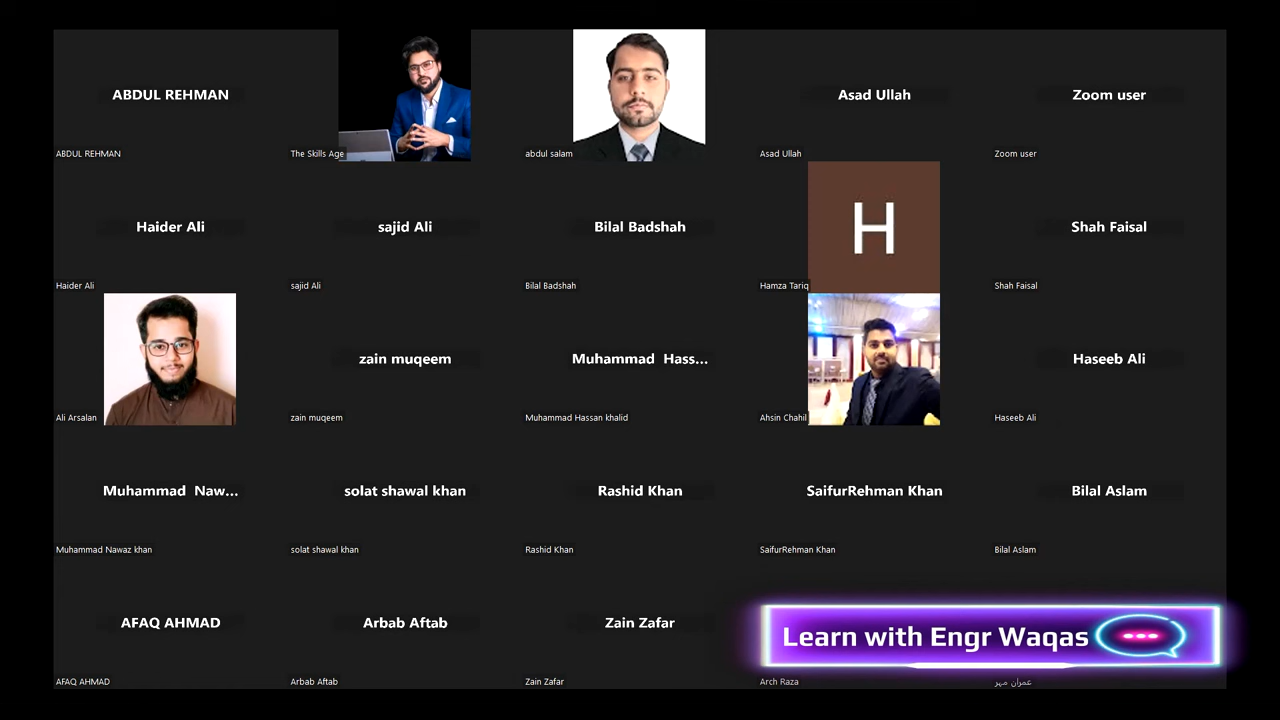 ABDUL REHMAN
Asad Ullah
Zoom user
ABDUL REHMAN
The Skills Age
abdul salam
Asad Ullah
Zoom user
Haider Ali
sajid Ali
Bilal Badshah
H
Shah Faisal
Haider Ali
sajid Ali
Bilal Badshah
Hamza Tariq
Shah Faisal
zain muqeem
Muhammad Hass...
Haseeb Ali
Ali Arsalan
zain muqeem
Muhammad Hassan khalid
Ahsin Chahil
Haseeb Ali
Muhammad Naw...
solat shawal khan
Rashid Khan
SaifurRehman Khan
Bilal Aslam
Muhammad Nawaz khan
solat shawal khan
Rashid Khan
SaifurRehman Khan
Bilal Aslam
AFAQ AHMAD
Arbab Aftab
Zain Zafar
Learn with Engr Waqas
AFAQ AHMAD
Arbab Aftab
Zain Zafar
Arch Raza
عمران مہر